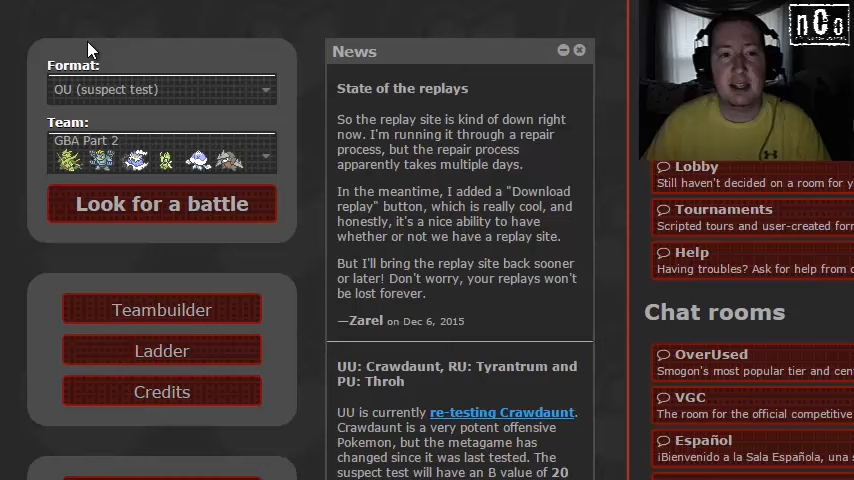 Format:
OU (suspect test)
Team:
GBA Part 2
Look for a battle
Teambuilder
Ladder
Credits
News
State of the replays
So the replay site is kind of down right
now. I'm running it through a repair
process, but the repair process
apparently takes multiple days.
In the meantime, I added a "Download
replay" button, which is really cool, and
honestly, it's a nice ability to have
whether or not we have a replay site.
But I'll bring the replay site back sooner
or later! Don't worry, your replays won't
be lost forever.
—Zarel on Dec 6, 2015
UU: Crawdaunt, RU: Tyrantrum and
PU: Throh
UU is currently re-testing Crawdaunt.
Crawdaunt is a very potent offensive
Pokemon, but the metagame has
changed since it was last tested. The
suspect test will have an B value of 20
nCo
Lobby
Still haven't decided on a room for y
Tournaments
Scripted tours and user-created for
Help
Having troubles? Ask for help from
Chat rooms
OverUsed
Smogon's most popular tier and cen
VGC
The room for the official competitive
Español
¡Bienvenido a la Sala Española, una